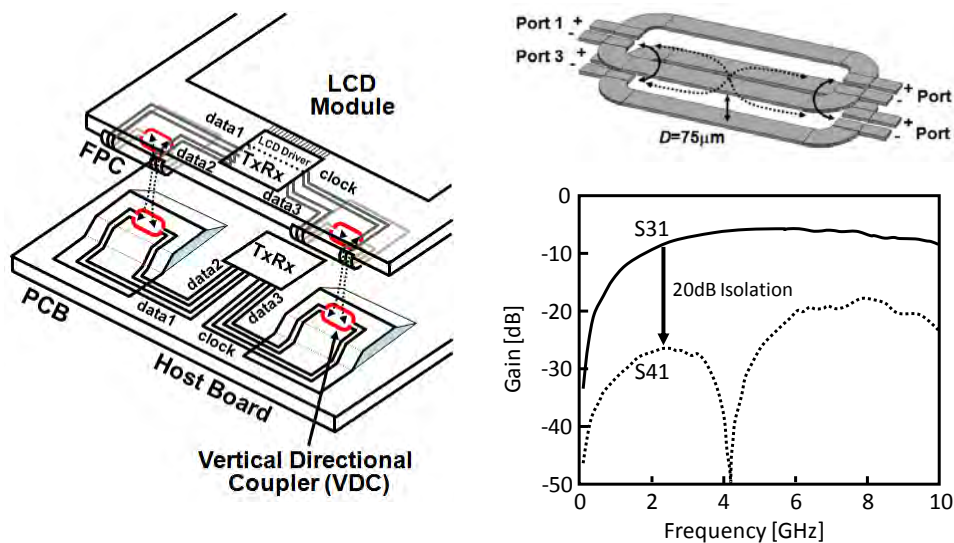 LCD
Module
data1
LCD Driver
TxRx
FPC
data2
clock
data3
TxRx
PCB
data2
data1
data3
clock
Host Board
Vertical Directional
Coupler (VDC)
Port 1
+
-
Port 3
+
-
+
- Port
+
- Port
D=75μm
0
-10
-20
-30
-40
-50
Gain [dB]
S31
20dB Isolation
S41
0 2 4 6 8 10
Frequency [GHz]